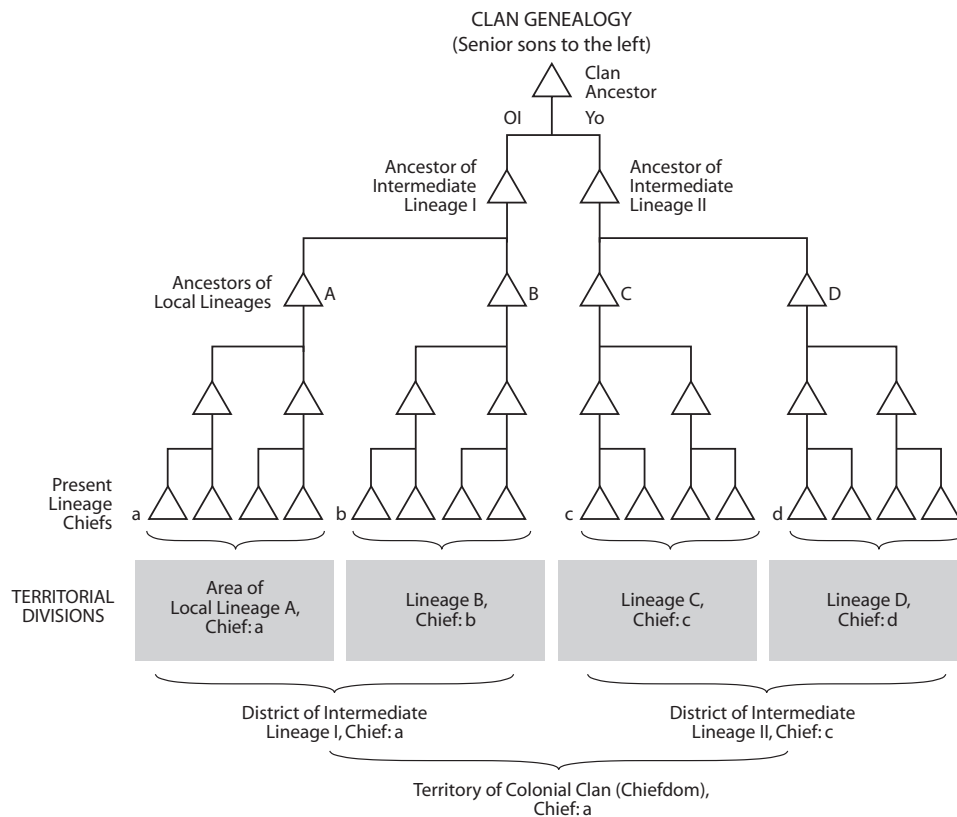 CLAN GENEALOGY
(Senior sons to the left)
Clan
Ancestor
Ol
Yo
Ancestor of
Intermediate
Lineage I
Ancestor of
Intermediate
Lineage II
Ancestors of
Local Lineages
A
B
C
D
Present
Lineage
Chiefs
a
b
c
d
TERRITORIAL
DIVISIONS
Area of
Local Lineage A,
Chief: a
Lineage B,
Chief: b
Lineage C,
Chief: c
Lineage D,
Chief: d
District of Intermediate
Lineage I, Chief: a
District of Intermediate
Lineage II, Chief: c
Territory of Colonial Clan (Chiefdom),
Chief: a